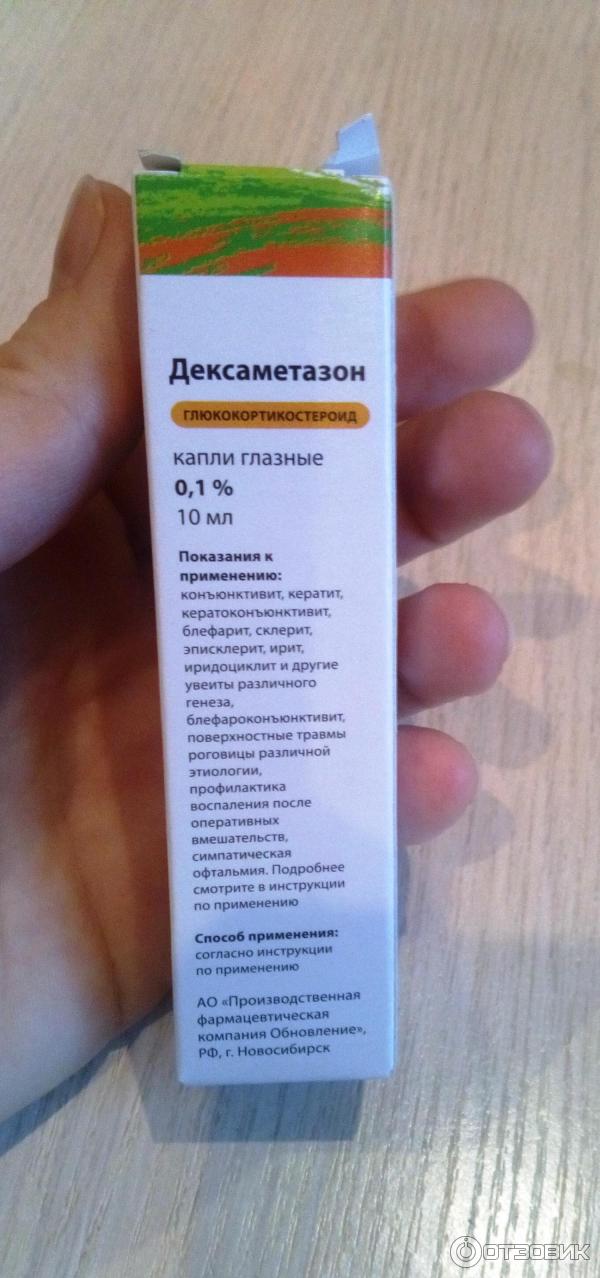 Дексаметазон
ГЛЮКОКОРТИКОСТЕРОИД
капли глазные
0,1 %
10 мл
Показания к
применению:
конъюнктивит, кератит,
кератоконъюнктивит,
блефарит, склерит,
эписклерит, ирит,
иридоциклит и другие
увеиты различного
генеза,
блефароконъюнктивит,
поверхностные травмы
роговицы различной
этиологии,
профилактика
воспаления после
оперативных
вмешательств,
симпатическая
офтальмия. Подробнее
смотрите в инструкции
по применению
Способ применения:
согласно инструкции
по применению
АО «Производственная
фармацевтическая
компания Обновление»,
РФ, г. Новосибирск
ОТЗОВИК